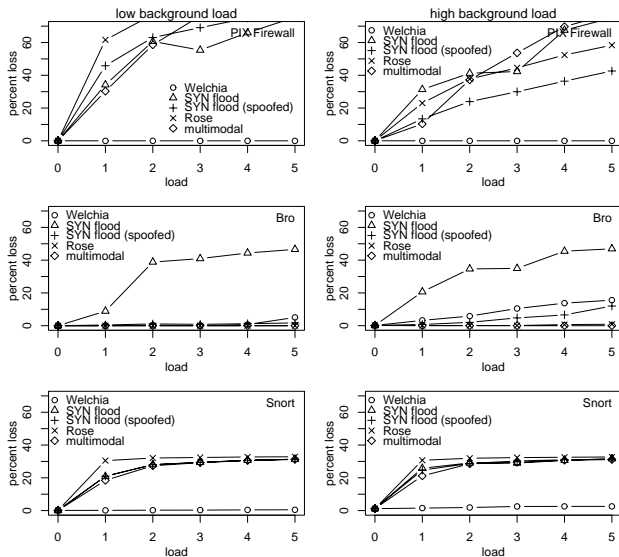 low background load
PIX Firewall
percent loss
0 20 40 60
Welchia
SYN flood
SYN flood (spoofed)
Rose
multimodal
0 1 2 3 4 5
load
high background load
PIX Firewall
percent loss
0 20 40 60
Welchia
SYN flood
SYN flood (spoofed)
Rose
multimodal
0 1 2 3 4 5
load
Bro
percent loss
0 20 40 60
Welchia
SYN flood
SYN flood (spoofed)
Rose
multimodal
0 1 2 3 4 5
load
Bro
percent loss
0 20 40 60
Welchia
SYN flood
SYN flood (spoofed)
Rose
multimodal
0 1 2 3 4 5
load
Snort
percent loss
0 20 40 60
Welchia
SYN flood
SYN flood (spoofed)
Rose
multimodal
0 1 2 3 4 5
load
Snort
percent loss
0 20 40 60
Welchia
SYN flood
SYN flood (spoofed)
Rose
multimodal
0 1 2 3 4 5
load